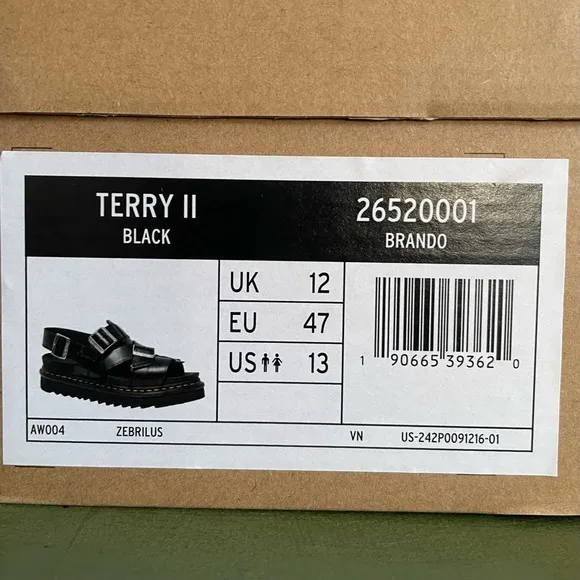 TERRY II
BLACK
26520001
BRANDO
UK 12
EU 47
US 13
1 90665 39362 0
AW004 ZEBRILUS VN US-242P0091216-01